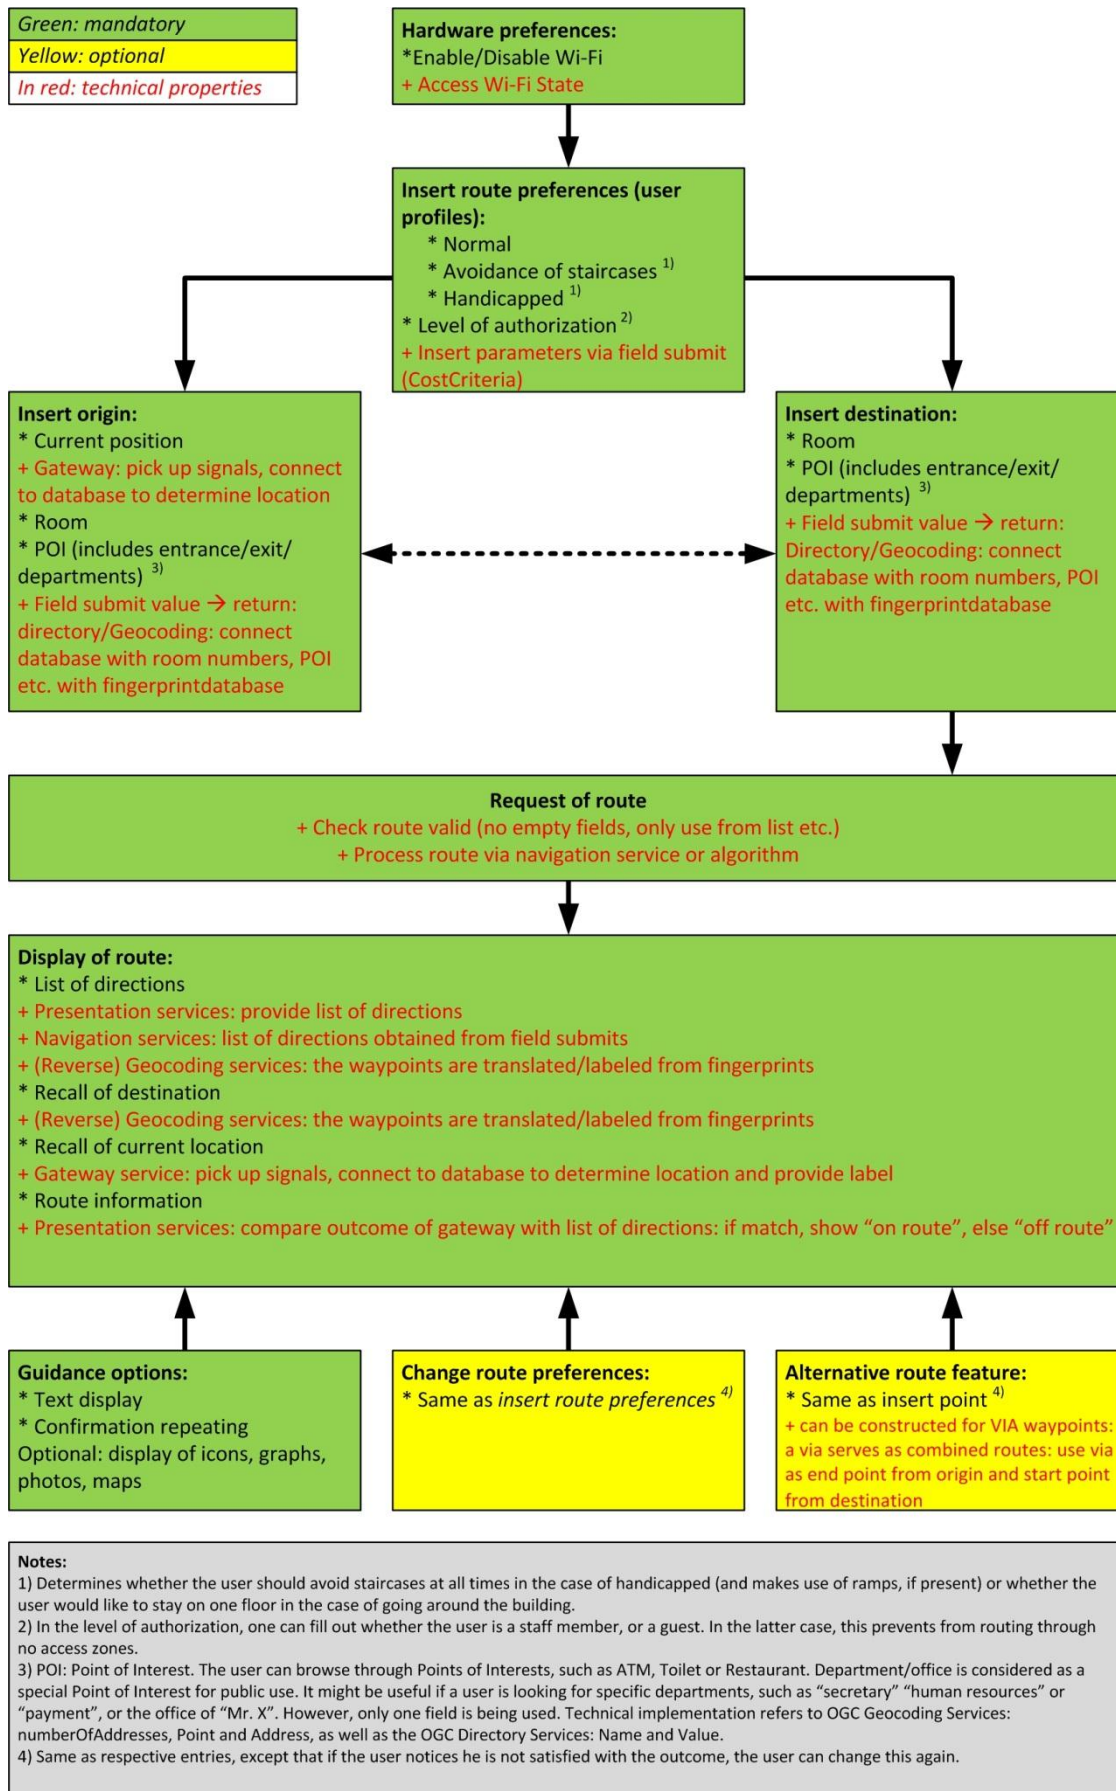 Green: mandatory
Yellow: optional
In red: technical properties
Hardware preferences:
*Enable/Disable Wi-Fi
+ Access Wi-Fi State
Insert route preferences (user
profiles):
* Normal
* Avoidance of staircases 1)
* Handicapped 1)
* Level of authorization 2)
+ Insert parameters via field submit
(CostCriteria)
Insert origin:
* Current position
+ Gateway: pick up signals, connect
to database to determine location
* Room
* POI (includes entrance/exit/
departments) 3)
+ Field submit value → return:
directory/Geocoding: connect
database with room numbers, POI
etc. with fingerprintdatabase
Insert destination:
* Room
* POI (includes entrance/exit/
departments) 3)
+ Field submit value → return:
Directory/Geocoding: connect
database with room numbers, POI
etc. with fingerprintdatabase
Request of route
+ Check route valid (no empty fields, only use from list etc.)
+ Process route via navigation service or algorithm
Display of route:
* List of directions
+ Presentation services: provide list of directions
+ Navigation services: list of directions obtained from field submits
+ (Reverse) Geocoding services: the waypoints are translated/labeled from fingerprints
* Recall of destination
+ (Reverse) Geocoding services: the waypoints are translated/labeled from fingerprints
* Recall of current location
+ Gateway service: pick up signals, connect to database to determine location and provide label
* Route information
+ Presentation services: compare outcome of gateway with list of directions: if match, show “on route”, else “off route”
Guidance options:
* Text display
* Confirmation repeating
Optional: display of icons, graphs,
photos, maps
Change route preferences:
* Same as insert route preferences 4)
Alternative route feature:
* Same as insert point 4)
+ can be constructed for VIA waypoints:
a via serves as combined routes: use via
as end point from origin and start point
from destination
Notes:
1) Determines whether the user should avoid staircases at all times in the case of handicapped (and makes use of ramps, if present) or whether the
user would like to stay on one floor in the case of going around the building.
2) In the level of authorization, one can fill out whether the user is a staff member, or a guest. In the latter case, this prevents from routing through
no access zones.
3) POI: Point of Interest. The user can browse through Points of Interests, such as ATM, Toilet or Restaurant. Department/office is considered as a
special Point of Interest for public use. It might be useful if a user is looking for specific departments, such as “secretary” “human resources” or
“payment”, or the office of “Mr. X”. However, only one field is being used. Technical implementation refers to OGC Geocoding Services:
numberOfAddresses, Point and Address, as well as the OGC Directory Services: Name and Value.
4) Same as respective entries, except that if the user notices he is not satisfied with the outcome, the user can change this again.